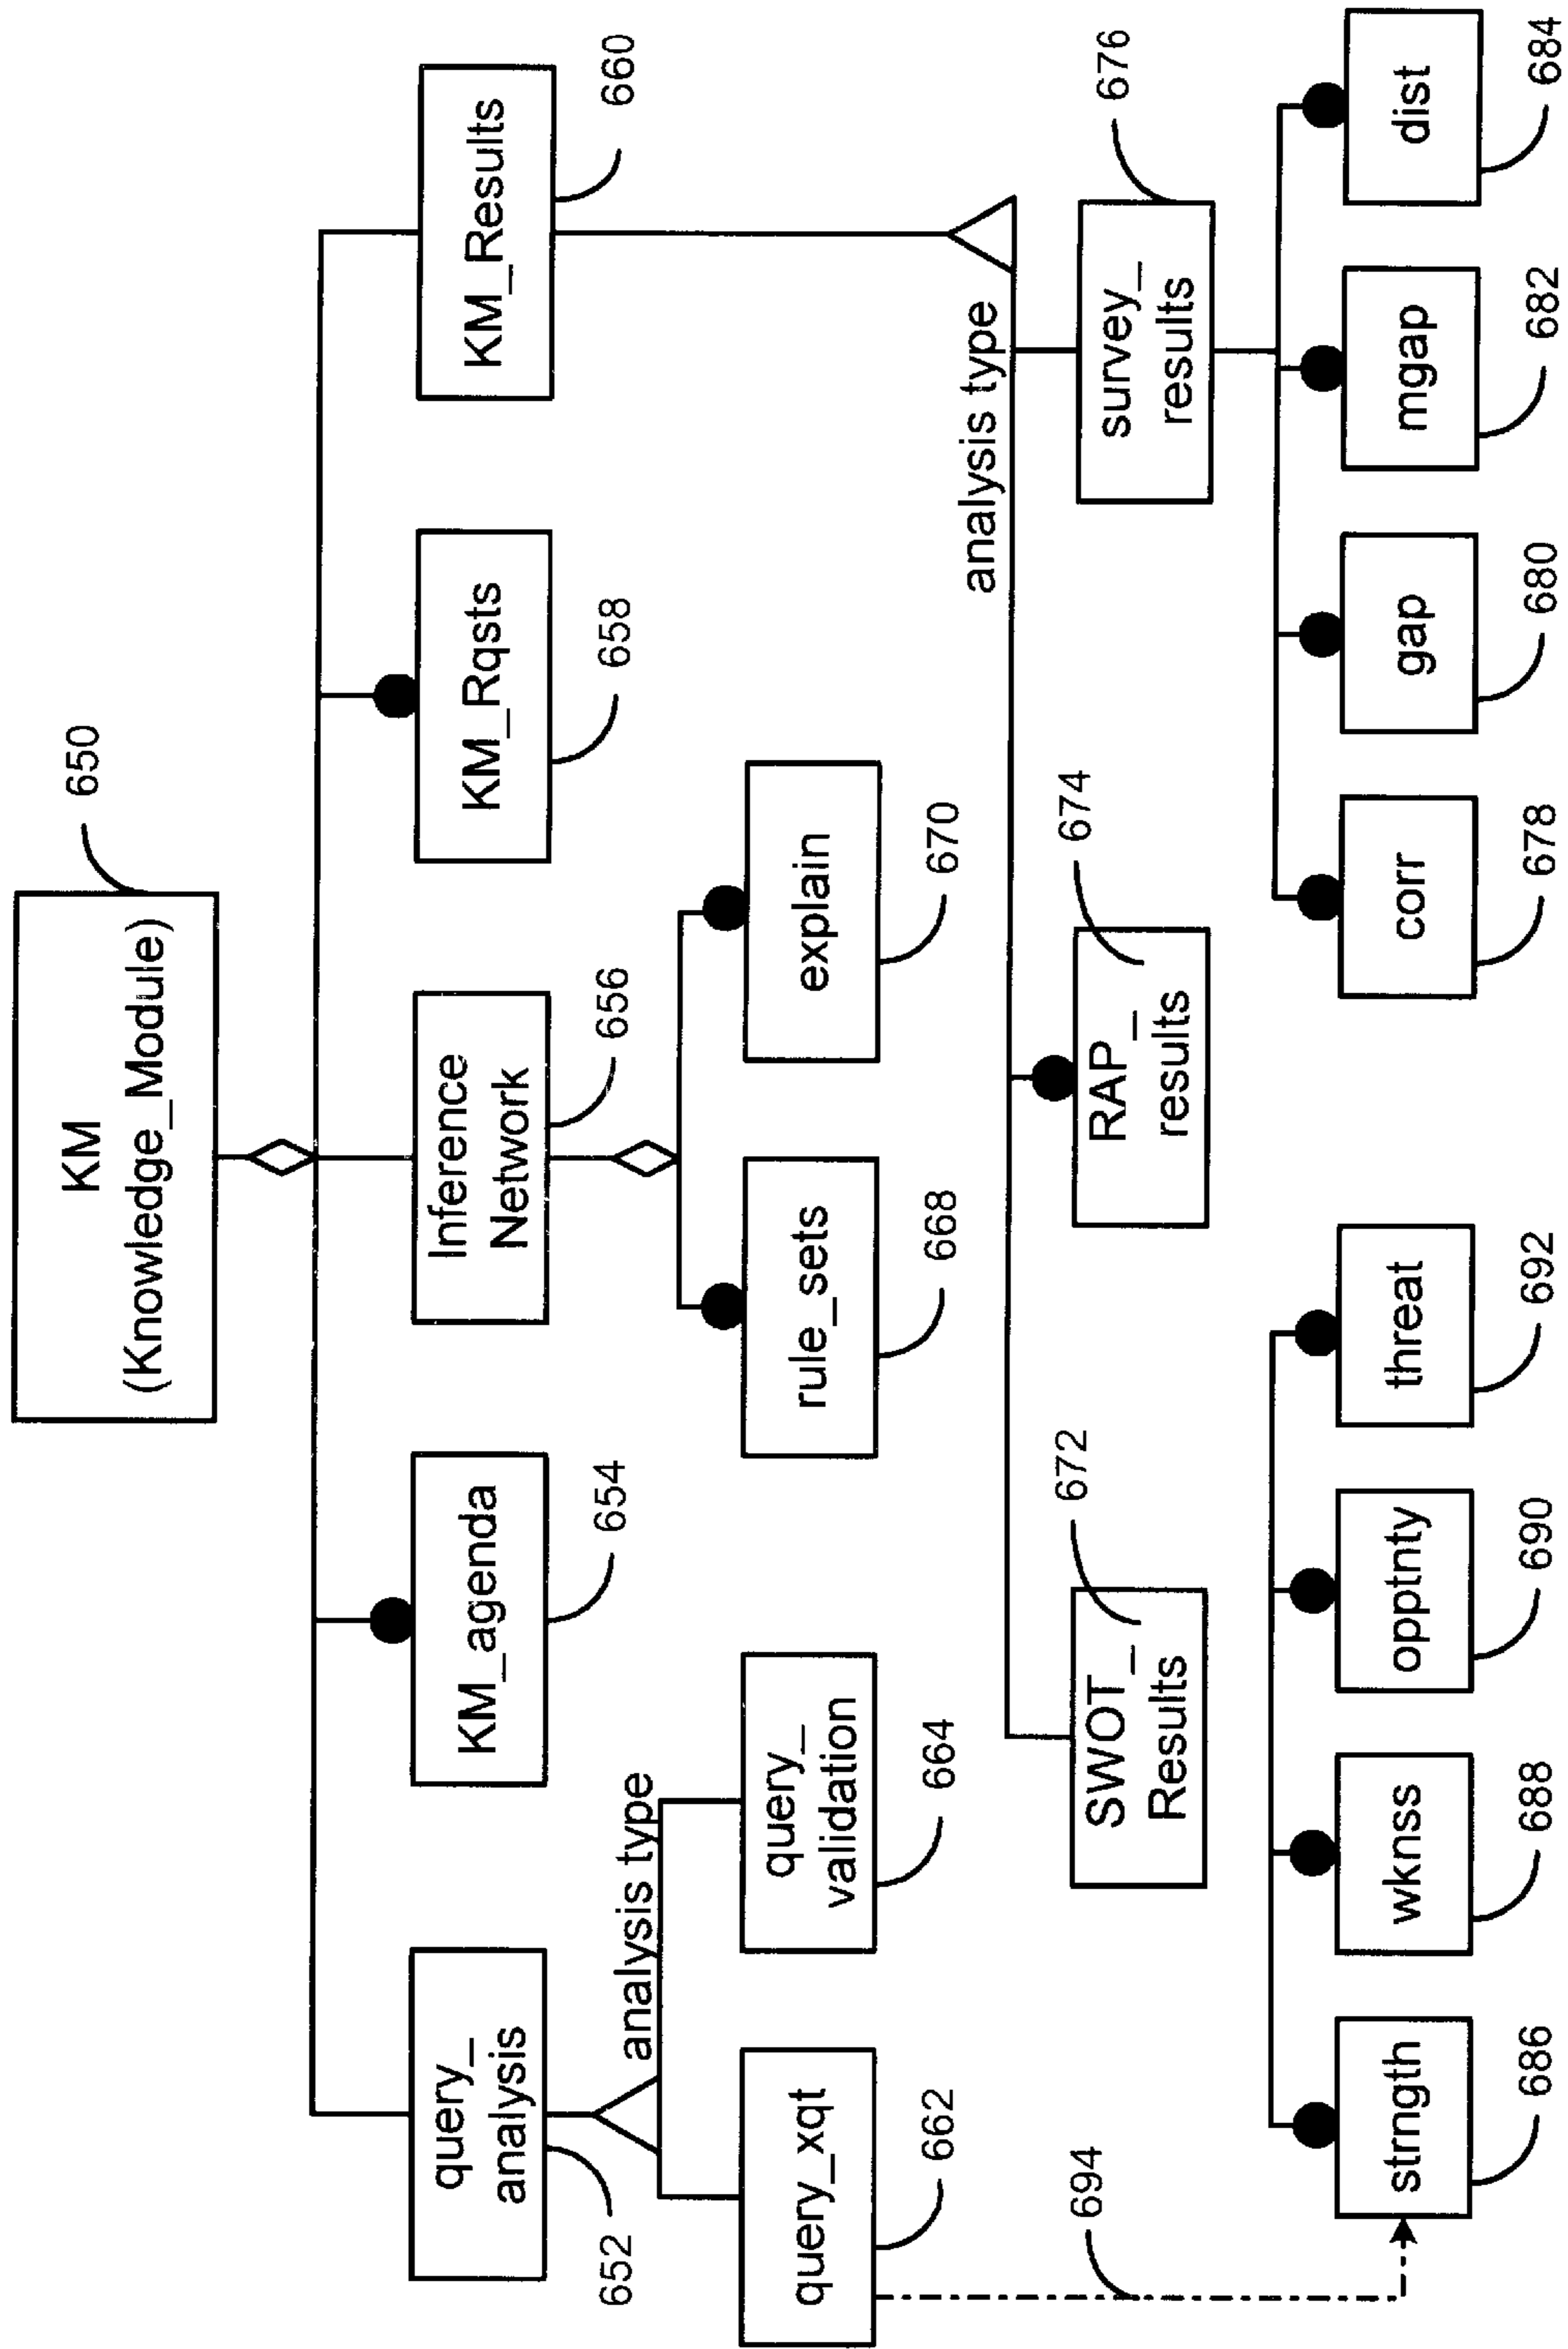 KM
(Knowledge_Module)
650
query_
analysis
652
KM_agenda
654
Inference
Network
656
KM_Rqsts
658
KM_Results
660
analysis type
query_xqt
662
query_
validation
664
rule_sets
668
explain
670
analysis type
SWOT_
Results
672
RAP_
results
674
survey_
results
676
694
strngth
686
wknss
688
opptnty
690
threat
692
corr
678
gap
680
mgap
682
dist
684